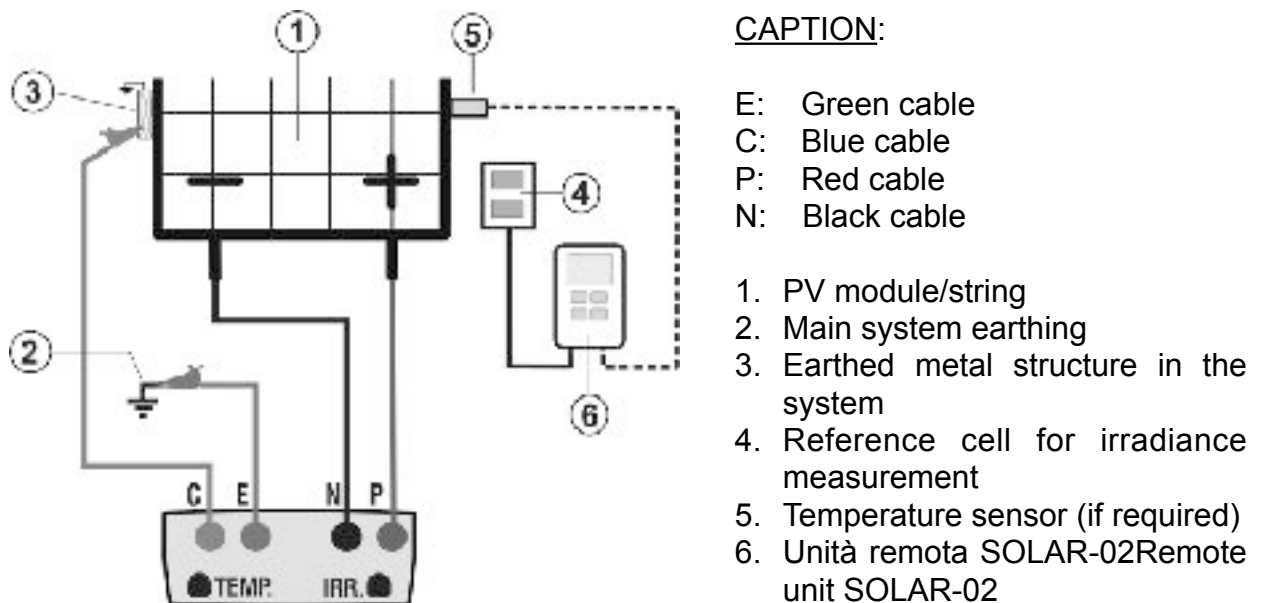 1
5
3
4
2
6
C E N P
TEMP. IRR.
CAPTION:
E: Green cable
C: Blue cable
P: Red cable
N: Black cable
1. PV module/string
2. Main system earthing
3. Earthed metal structure in the
system
4. Reference cell for irradiance
measurement
5. Temperature sensor (if required)
6. Unità remota SOLAR-02Remote
unit SOLAR-02